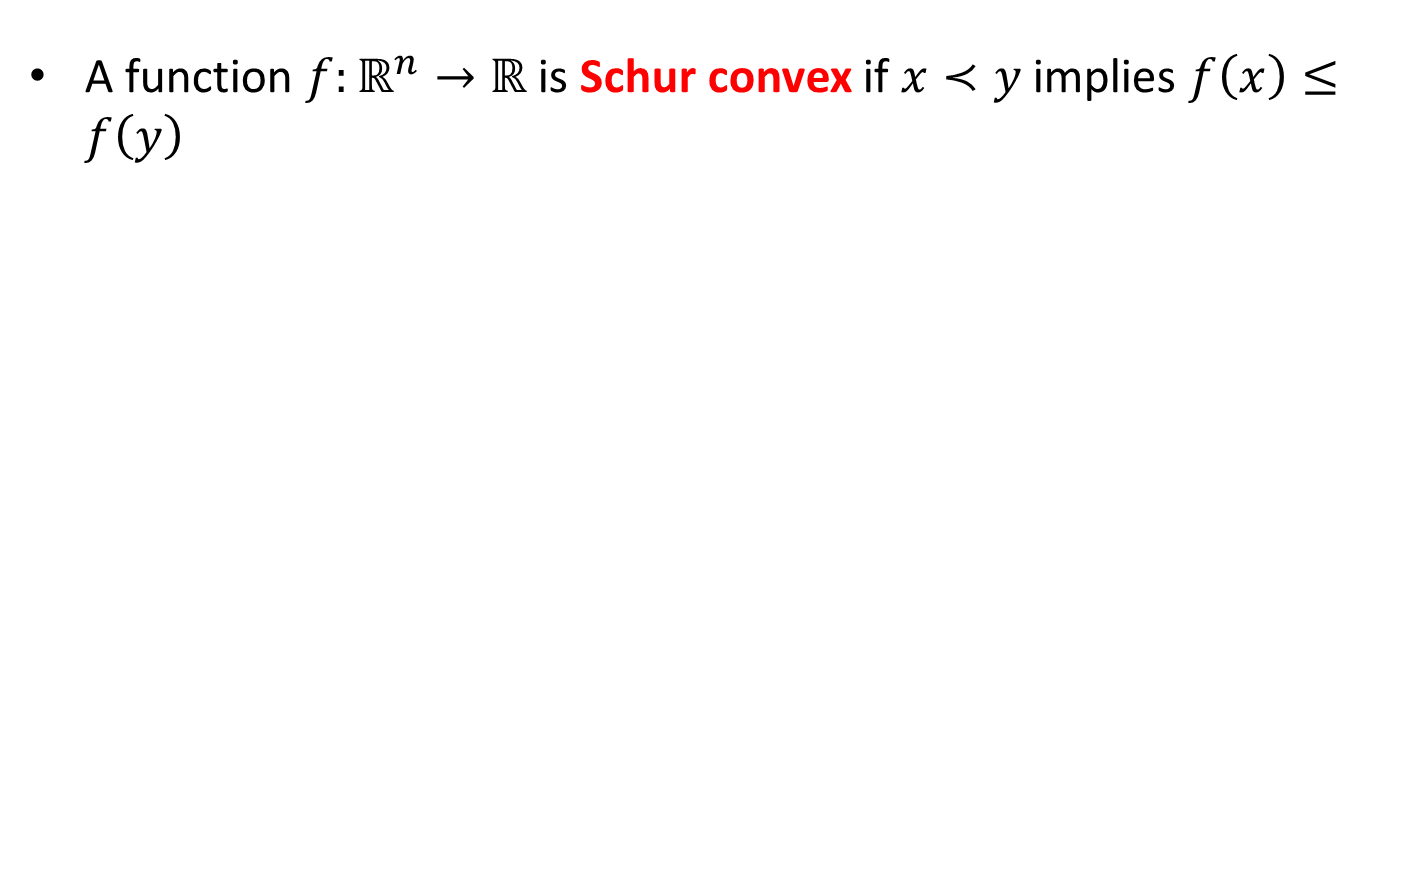 • A function 𝑓: ℝⁿ → ℝ is Schur convex if 𝑥 ≺ 𝑦 implies 𝑓(𝑥) ≤
𝑓(𝑦)